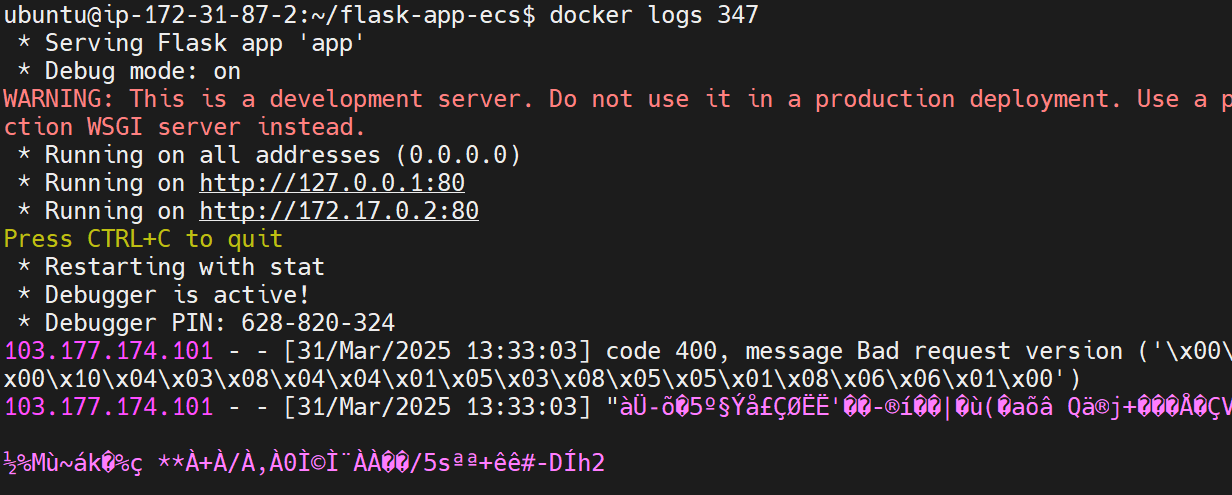 ubuntu@ip-172-31-87-2:~/flask-app-ecs$ docker logs 347
 * Serving Flask app 'app'
 * Debug mode: on
WARNING: This is a development server. Do not use it in a production deployment. Use a p
ction WSGI server instead.
 * Running on all addresses (0.0.0.0)
 * Running on http://127.0.0.1:80
 * Running on http://172.17.0.2:80
Press CTRL+C to quit
 * Restarting with stat
 * Debugger is active!
 * Debugger PIN: 628-820-324
103.177.174.101 - - [31/Mar/2025 13:33:03] code 400, message Bad request version ('\x00\
x00\x10\x04\x03\x08\x04\x04\x01\x05\x03\x08\x05\x05\x01\x08\x06\x06\x01\x00')
103.177.174.101 - - [31/Mar/2025 13:33:03] "àÜ-õ�5º§Ýå£ÇØËË'��-®í��|�ù(�aõâ Qä®j+���Å�ÇV
½%Mù~ák�%ç **À+À/À,À0Ì©Ì¨ÀÀ��/5sªª+êê#-DÍh2